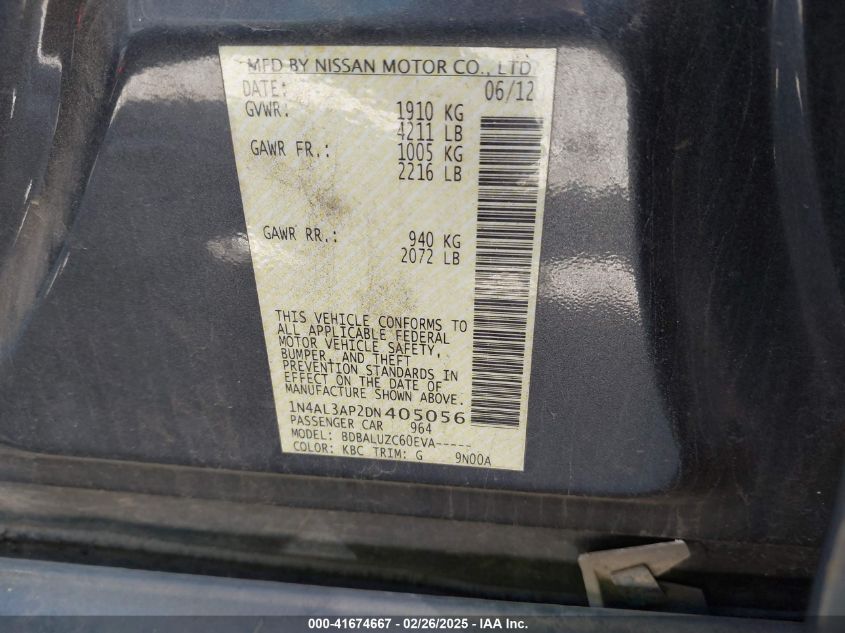 MFD BY NISSAN MOTOR CO., LTD
DATE: 06/12
GVWR: 1910 KG
4211 LB
GAWR FR.: 1005 KG
2216 LB
GAWR RR.: 940 KG
2072 LB
THIS VEHICLE CONFORMS TO
ALL APPLICABLE FEDERAL
MOTOR VEHICLE SAFETY,
BUMPER, AND THEFT
PREVENTION STANDARDS IN
EFFECT ON THE DATE OF
MANUFACTURE SHOWN ABOVE.
1N4AL3AP2DN405056
PASSENGER CAR 964
MODEL: BDBALUZC60EVA-----
COLOR: KBC TRIM: G 9N00A
000-41674667 - 02/26/2025 - IAA Inc.